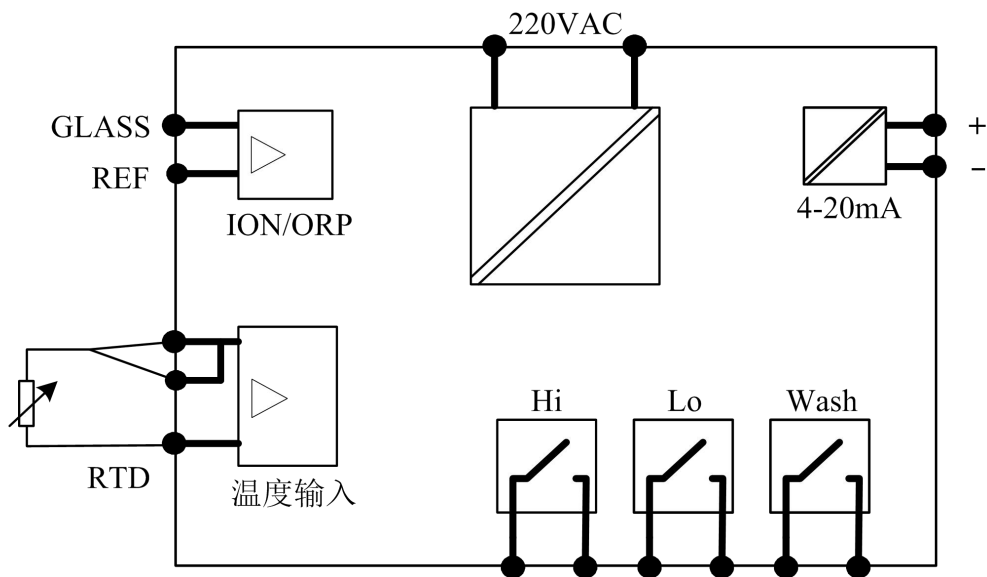 220VAC
GLASS
REF
ION/ORP
+
−
4-20mA
RTD
温度输入
Hi
Lo
Wash